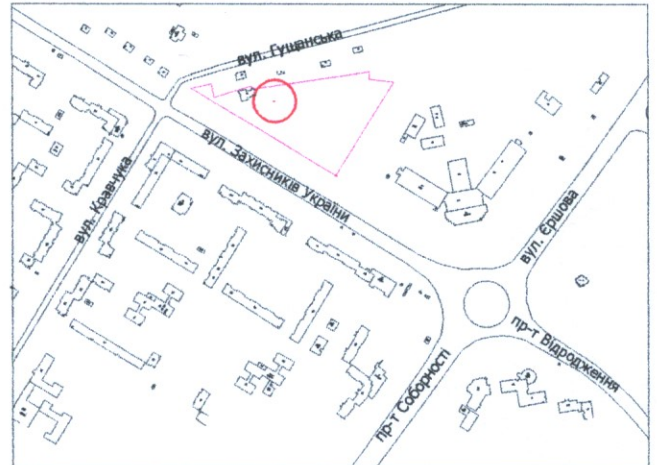 вул. Гущанська
вул. Захисників України
вул. Кравчука
вул. Єршова
пр-т Відродження
пр-т Соборності